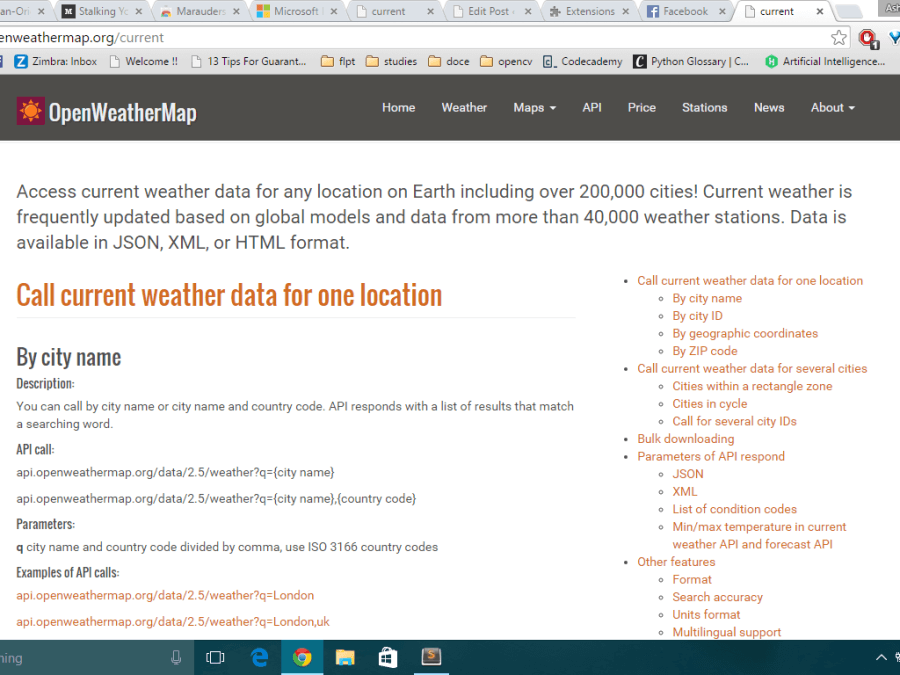 an-Ori
Stalking Yo
Marauders
Microsoft
current
Edit Post -
Extensions
Facebook
current
Ash
enweathermap.org/current
1
Zimbra: Inbox
Welcome !!
13 Tips For Guarant...
flpt
studies
doce
opencv
Codecademy
Python Glossary | C...
Artificial Intelligence...
OpenWeatherMap
Home
Weather
Maps
API
Price
Stations
News
About
Access current weather data for any location on Earth including over 200,000 cities! Current weather is
frequently updated based on global models and data from more than 40,000 weather stations. Data is
available in JSON, XML, or HTML format.
Call current weather data for one location
By city name
Description:
You can call by city name or city name and country code. API responds with a list of results that match
a searching word.
API call:
api.openweathermap.org/data/2.5/weather?q={city name}
api.openweathermap.org/data/2.5/weather?q={city name},{country code}
Parameters:
q city name and country code divided by comma, use ISO 3166 country codes
Examples of API calls:
api.openweathermap.org/data/2.5/weather?q=London
api.openweathermap.org/data/2.5/weather?q=London,uk
Call current weather data for one location
By city name
By city ID
By geographic coordinates
By ZIP code
Call current weather data for several cities
Cities within a rectangle zone
Cities in cycle
Call for several city IDs
Bulk downloading
Parameters of API respond
JSON
XML
List of condition codes
Min/max temperature in current
weather API and forecast API
Other features
Format
Search accuracy
Units format
Multilingual support
hing